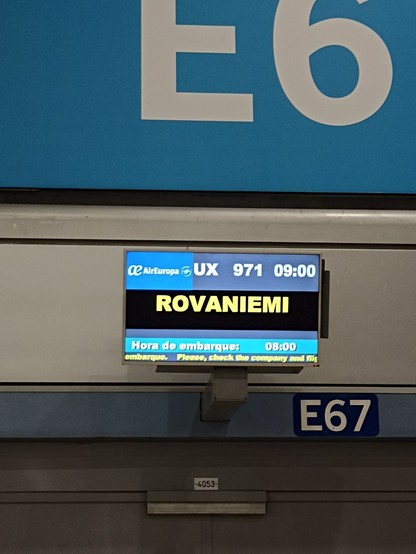 E6
AirEuropa UX 971 09:00
ROVANIEMI
Hora de embarque: 08:00
embarque. Please, check the company and
E67
-4053-